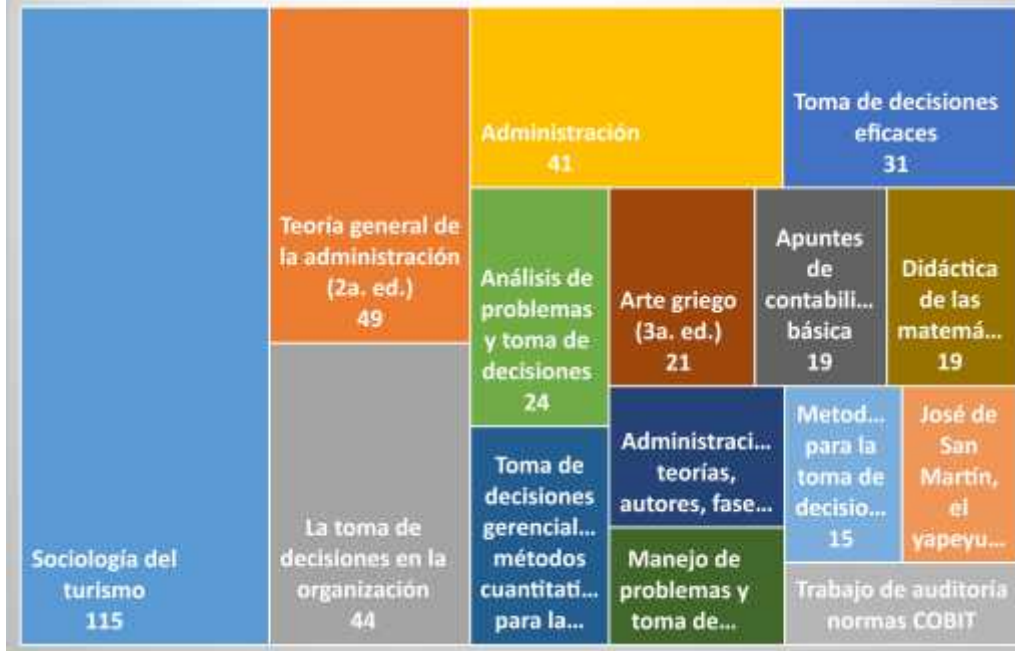 Sociología del
turismo
115
Teoría general de
la administración
(2a. ed.)
49
La toma de
decisiones en la
organización
44
Administración
41
Toma de decisiones
eficaces
31
Análisis de
problemas
y toma de
decisiones
24
Toma de
decisiones
gerencial...
métodos
cuantitati...
para la...
Arte griego
(3a. ed.)
21
Apuntes
de
contabili...
básica
19
Didáctica
de las
matemá...
19
Administraci...
teorías,
autores, fase...
Manejo de
problemas y
toma de...
Metod...
para la
toma de
decisio...
15
José de
San
Martín,
el
yapeyu...
Trabajo de auditoría
normas COBIT